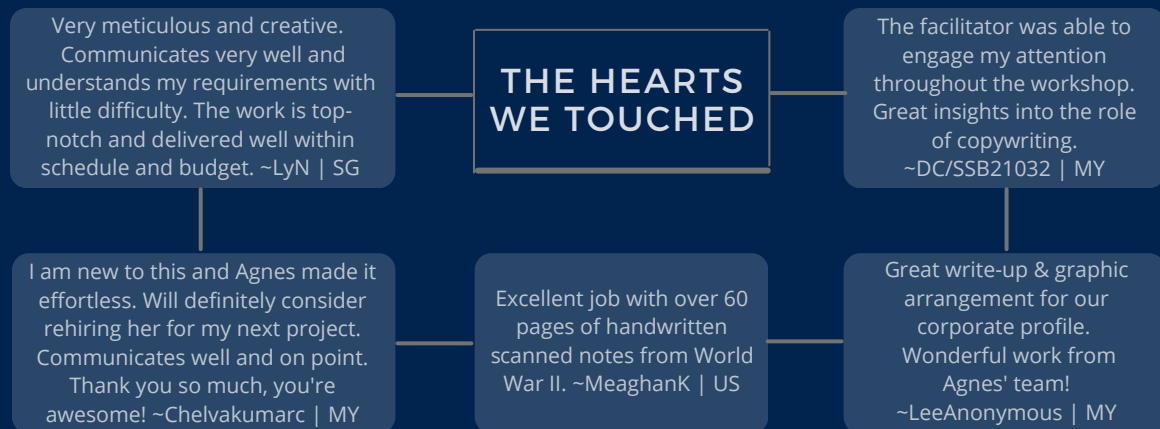 Very meticulous and creative.
Communicates very well and
understands my requirements with
little difficulty. The work is top-
notch and delivered well within
schedule and budget. ~LyN | SG
THE HEARTS
WE TOUCHED
The facilitator was able to
engage my attention
throughout the workshop.
Great insights into the role
of copywriting.
~DC/SSB21032 | MY
I am new to this and Agnes made it
effortless. Will definitely consider
rehiring her for my next project.
Communicates well and on point.
Thank you so much, you're
awesome! ~Chelvakumarc | MY
Excellent job with over 60
pages of handwritten
scanned notes from World
War II. ~MeaghanK | US
Great write-up & graphic
arrangement for our
corporate profile.
Wonderful work from
Agnes' team!
~LeeAnonymous | MY